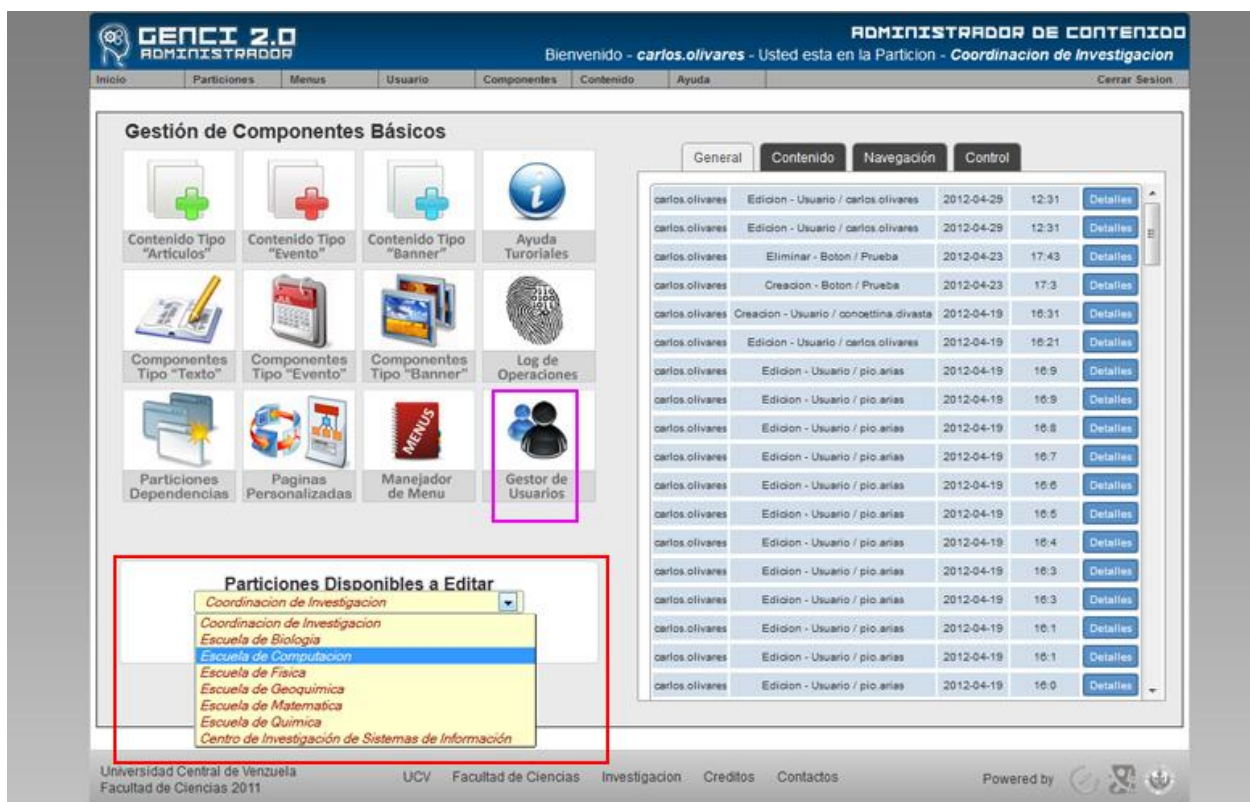 GENCI 2.0
ADMINISTRADOR
ADMINISTRADOR DE CONTENIDO
Bienvenido - carlos.olivares - Usted esta en la Particion - Coordinacion de Investigacion
Inicio Particiones Menus Usuario Componentes Contenido Ayuda Cerrar Sesion
Gestión de Componentes Básicos
Contenido Tipo "Articulos"
Contenido Tipo "Evento"
Contenido Tipo "Banner"
Ayuda Turoriales
Componentes Tipo "Texto"
Componentes Tipo "Evento"
Componentes Tipo "Banner"
Log de Operaciones
Particiones Dependencias
Paginas Personalizadas
MENUS
Manejador de Menu
Gestor de Usuarios
General Contenido Navegación Control
carlos.olivares Edicion - Usuario / carlos.olivares 2012-04-29 12:31 Detalles
carlos.olivares Edicion - Usuario / carlos.olivares 2012-04-29 12:31 Detalles
carlos.olivares Eliminar - Boton / Prueba 2012-04-23 17:43 Detalles
carlos.olivares Creacion - Boton / Prueba 2012-04-23 17:3 Detalles
carlos.olivares Creacion - Usuario / concettina.divasta 2012-04-19 16:31 Detalles
carlos.olivares Edicion - Usuario / carlos.olivares 2012-04-19 16:21 Detalles
carlos.olivares Edicion - Usuario / pio.arias 2012-04-19 16:9 Detalles
carlos.olivares Edicion - Usuario / pio.arias 2012-04-19 16:9 Detalles
carlos.olivares Edicion - Usuario / pio.arias 2012-04-19 16:8 Detalles
carlos.olivares Edicion - Usuario / pio.arias 2012-04-19 16:7 Detalles
carlos.olivares Edicion - Usuario / pio.arias 2012-04-19 16:6 Detalles
carlos.olivares Edicion - Usuario / pio.arias 2012-04-19 16:5 Detalles
carlos.olivares Edicion - Usuario / pio.arias 2012-04-19 16:4 Detalles
carlos.olivares Edicion - Usuario / pio.arias 2012-04-19 16:3 Detalles
carlos.olivares Edicion - Usuario / pio.arias 2012-04-19 16:3 Detalles
carlos.olivares Edicion - Usuario / pio.arias 2012-04-19 16:1 Detalles
carlos.olivares Edicion - Usuario / pio.arias 2012-04-19 16:1 Detalles
carlos.olivares Edicion - Usuario / pio.arias 2012-04-19 16:0 Detalles
Particiones Disponibles a Editar
Coordinacion de Investigacion
Coordinacion de Investigacion
Escuela de Biologia
Escuela de Computacion
Escuela de Fisica
Escuela de Geoquimica
Escuela de Matematica
Escuela de Quimica
Centro de Investigación de Sistemas de Información
Universidad Central de Venzuela
Facultad de Ciencias 2011
UCV Facultad de Ciencias Investigacion Creditos Contactos
Powered by